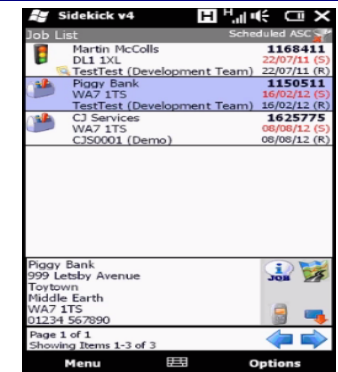 Sidekick v4 H H
Job List Scheduled ASC
Martin McColls 1168411
DL1 1XL 22/07/11 (S)
TestTest (Development Team) 22/07/11 (R)
Piggy Bank 1150511
WA7 1TS 16/02/12 (S)
TestTest (Development Team) 16/02/12 (R)
CJ Services 1625775
WA7 1TS 08/08/12 (S)
CJS0001 (Demo) 08/08/12 (R)
Piggy Bank
999 Letsby Avenue
Toytown
Middle Earth
WA7 1TS
01234 567890
JOB
Page 1 of 1
Showing Items 1-3 of 3
Menu Options